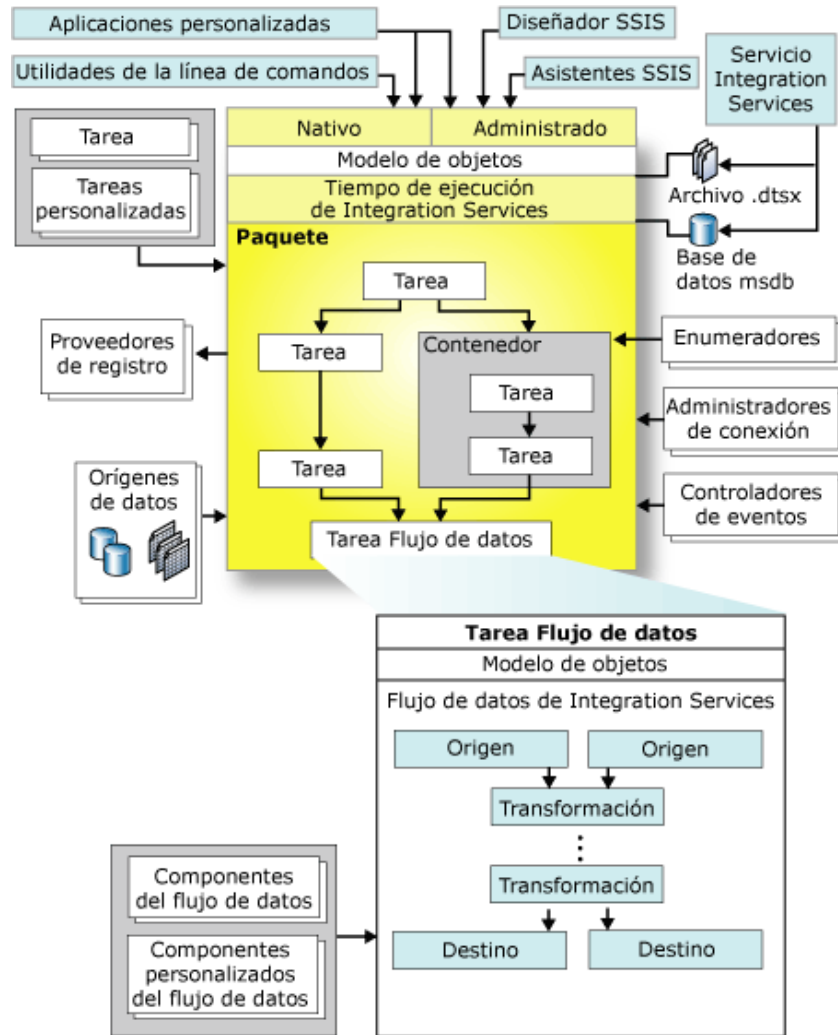 Aplicaciones personalizadas
Diseñador SSIS
Utilidades de la línea de comandos
Asistentes SSIS
Servicio
Integration
Services
Nativo
Administrado
Modelo de objetos
Tiempo de ejecución
de Integration Services
Tarea
Tareas
personalizadas
Archivo .dtsx
Base de
datos msdb
Paquete
Tarea
Tarea
Contenedor
Tarea
Tarea
Tarea
Tarea Flujo de datos
Proveedores
de registro
Orígenes
de datos
Enumeradores
Administradores
de conexión
Controladores
de eventos
Tarea Flujo de datos
Modelo de objetos
Flujo de datos de Integration Services
Origen
Origen
Transformación
Transformación
Destino
Destino
Componentes
del flujo de datos
Componentes
personalizados
del flujo de datos